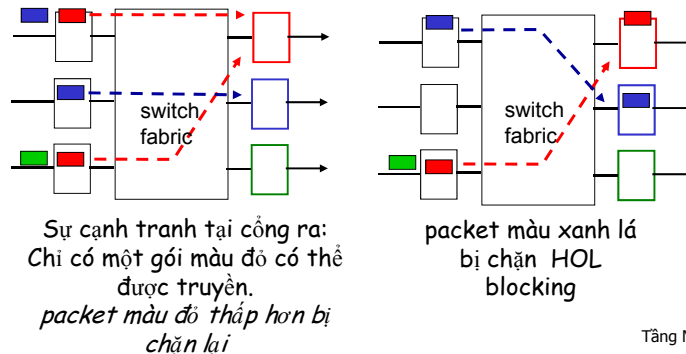 switch
fabric
switch
fabric
Sự cạnh tranh tại cổng ra:
Chỉ có một gói màu đỏ có thể
được truyền.
packet màu đỏ thấp hơn bị
chặn lại
packet màu xanh lá
bị chặn HOL
blocking
Tầng